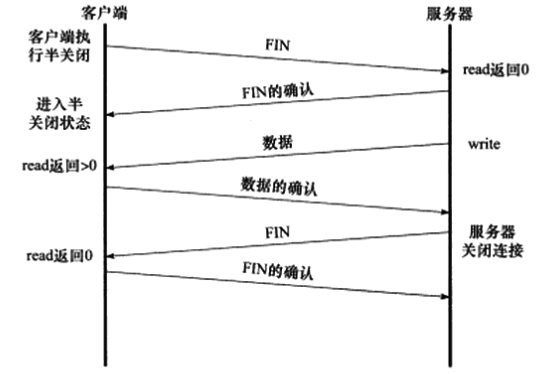 客户端
服务器
客户端执
行半关闭
FIN
read返回0
FIN的确认
进入半
关闭状态
数据
write
read返回>0
数据的确认
FIN
服务器
关闭连接
read返回0
FIN的确认